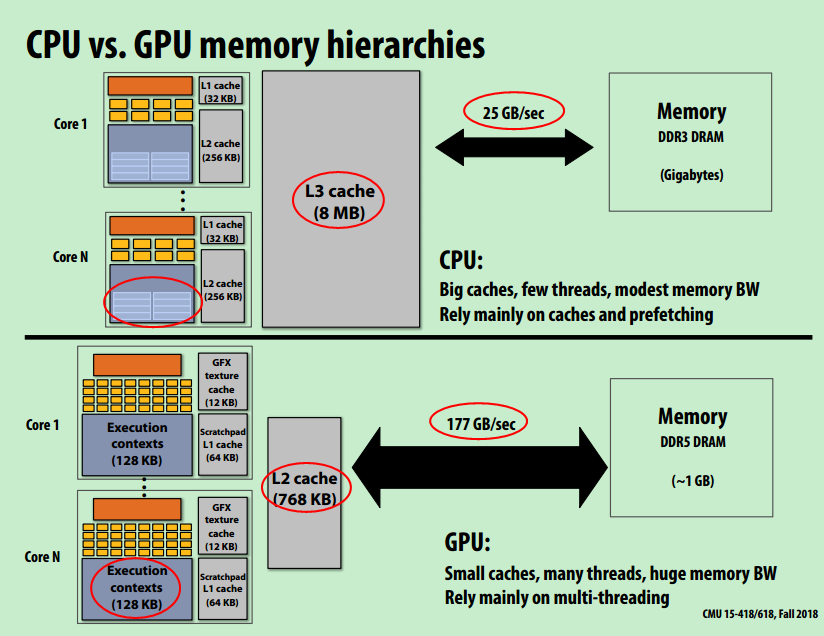 CPU vs. GPU memory hierarchies
Core 1
L1 cache
(32 KB)
L2 cache
(256 KB)
Core N
L1 cache
(32 KB)
L2 cache
(256 KB)
L3 cache
(8 MB)
25 GB/sec
Memory
DDR3 DRAM
(Gigabytes)
CPU:
Big caches, few threads, modest memory BW
Rely mainly on caches and prefetching
Core 1
Execution
contexts
(128 KB)
GFX
texture
cache
(12 KB)
Scratchpad
L1 cache
(64 KB)
Core N
Execution
contexts
(128 KB)
GFX
texture
cache
(12 KB)
Scratchpad
L1 cache
(64 KB)
L2 cache
(768 KB)
177 GB/sec
Memory
DDR5 DRAM
(~1 GB)
GPU:
Small caches, many threads, huge memory BW
Rely mainly on multi-threading
CMU 15-418/618, Fall 2018